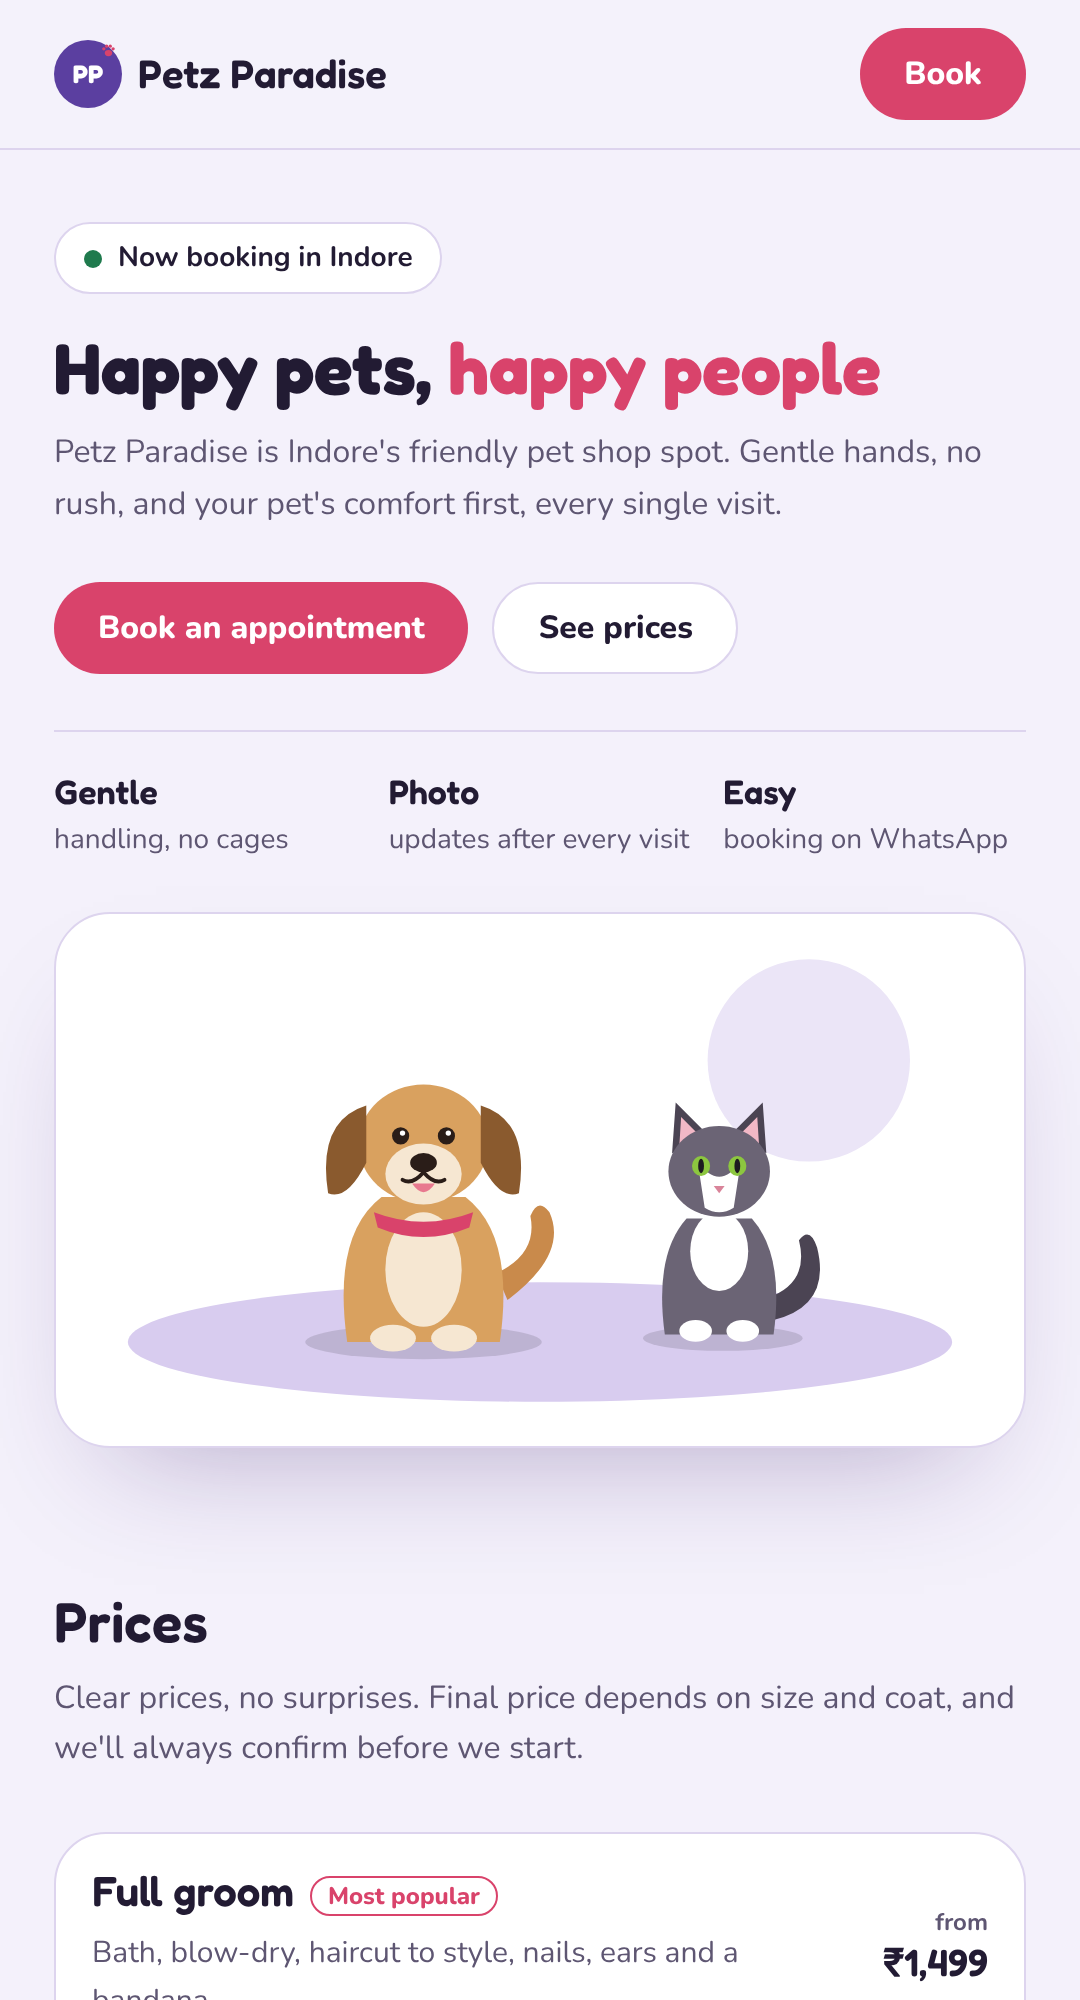 PP
Petz Paradise
Book
Now booking in Indore
Happy pets, happy people
Petz Paradise is Indore's friendly pet shop spot. Gentle hands, no
rush, and your pet's comfort first, every single visit.
Book an appointment
See prices
Gentle
handling, no cages
Photo
updates after every visit
Easy
booking on WhatsApp
Prices
Clear prices, no surprises. Final price depends on size and coat, and
we'll always confirm before we start.
Full groom
Most popular
Bath, blow-dry, haircut to style, nails, ears and a
bandana
from
₹1,499